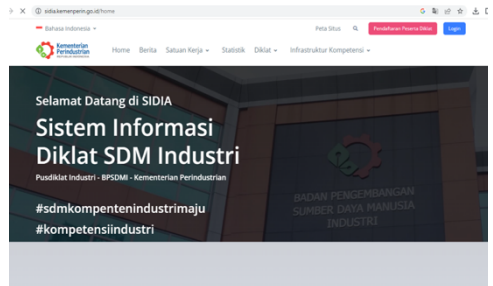 sidia.kemenperin.go.id/home
Bahasa Indonesia
Peta Situs
Pendaftaran Peserta Diklat
Login
Kementerian
Perindustrian
Home Berita Satuan Kerja Statistik Diklat Infrastruktur Kompetensi
Selamat Datang di SIDIA
Sistem Informasi
Diklat SDM Industri
Pusdiklat Industri - BPSDMI - Kementerian Perindustrian
#sdmkompetenindustrimaju
#kompetensiindustri
BADAN PENGEMBANGAN
SUMBER DAYA MANUSIA
INDUSTRI